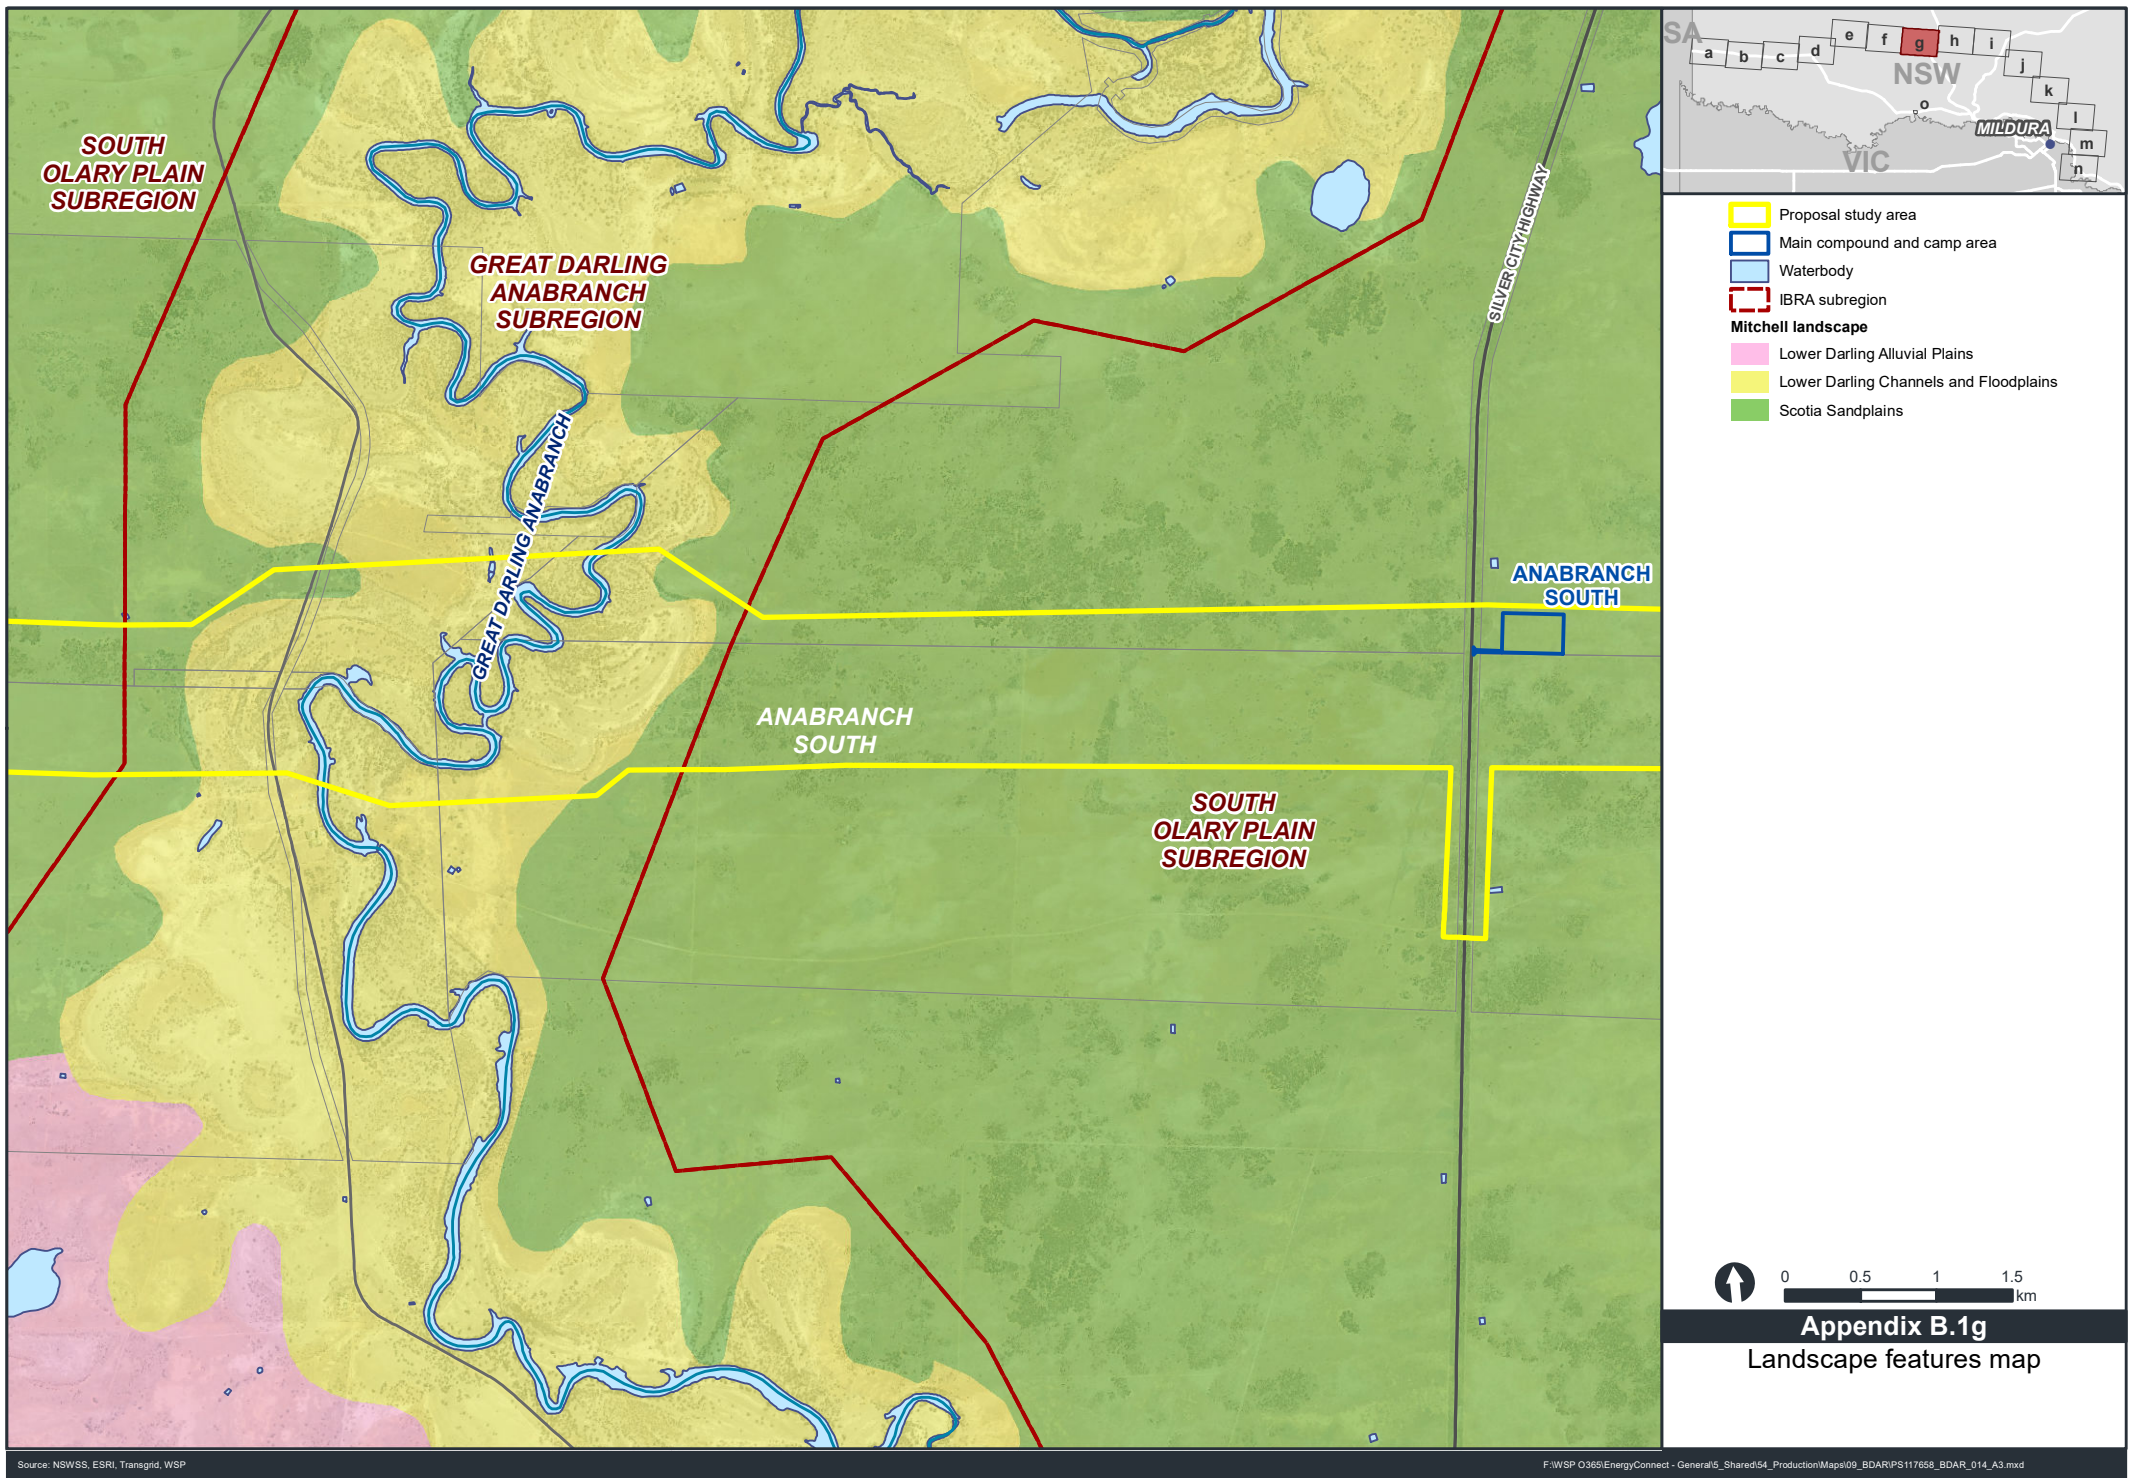 SOUTH
OLARY PLAIN
SUBREGION
GREAT DARLING
ANABRANCH
SUBREGION
SILVER CITY HIGHWAY
GREAT DARLING ANABRANCH
ANABRANCH
SOUTH
ANABRANCH
SOUTH
SOUTH
OLARY PLAIN
SUBREGION
SA
a
b
c
d
e
f
g
h
i
j
k
l
m
n
o
NSW
MILDURA
VIC
Proposal study area
Main compound and camp area
Waterbody
IBRA subregion
Mitchell landscape
Lower Darling Alluvial Plains
Lower Darling Channels and Floodplains
Scotia Sandplains
0 0.5 1 1.5
km
Appendix B.1g
Landscape features map
Source: NSWSS, ESRI, Transgrid, WSP
F:\WSP O365\EnergyConnect - General\5_Shared\54_Production\Maps\09_BDAR\PS117658_BDAR_014_A3.mxd